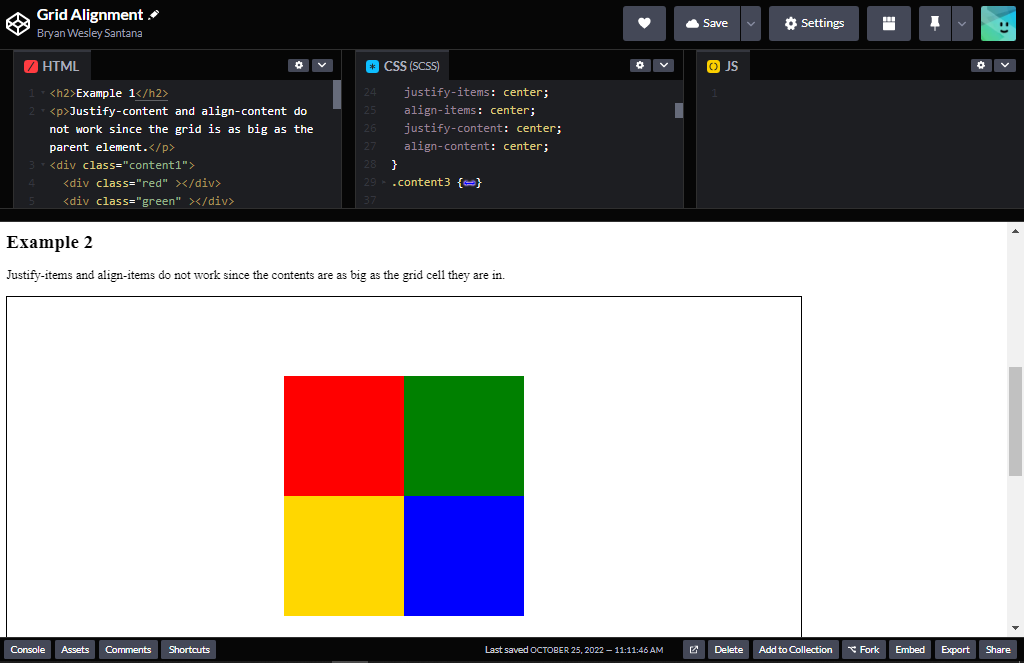 Grid Alignment
Bryan Wesley Santana
Save
Settings
HTML
1 <h2>Example 1</h2>
2 <p>Justify-content and align-content do
not work since the grid is as big as the
parent element.</p>
3 <div class="content1">
4 <div class="red" ></div>
5 <div class="green" ></div>
CSS (SCSS)
24 justify-items: center;
25 align-items: center;
26 justify-content: center;
27 align-content: center;
28 }
29 .content3 {↔}
37
JS
1
Example 2
Justify-items and align-items do not work since the contents are as big as the grid cell they are in.
Console Assets Comments Shortcuts Last saved OCTOBER 25, 2022 — 11:11:46 AM Delete Add to Collection Fork Embed Export Share